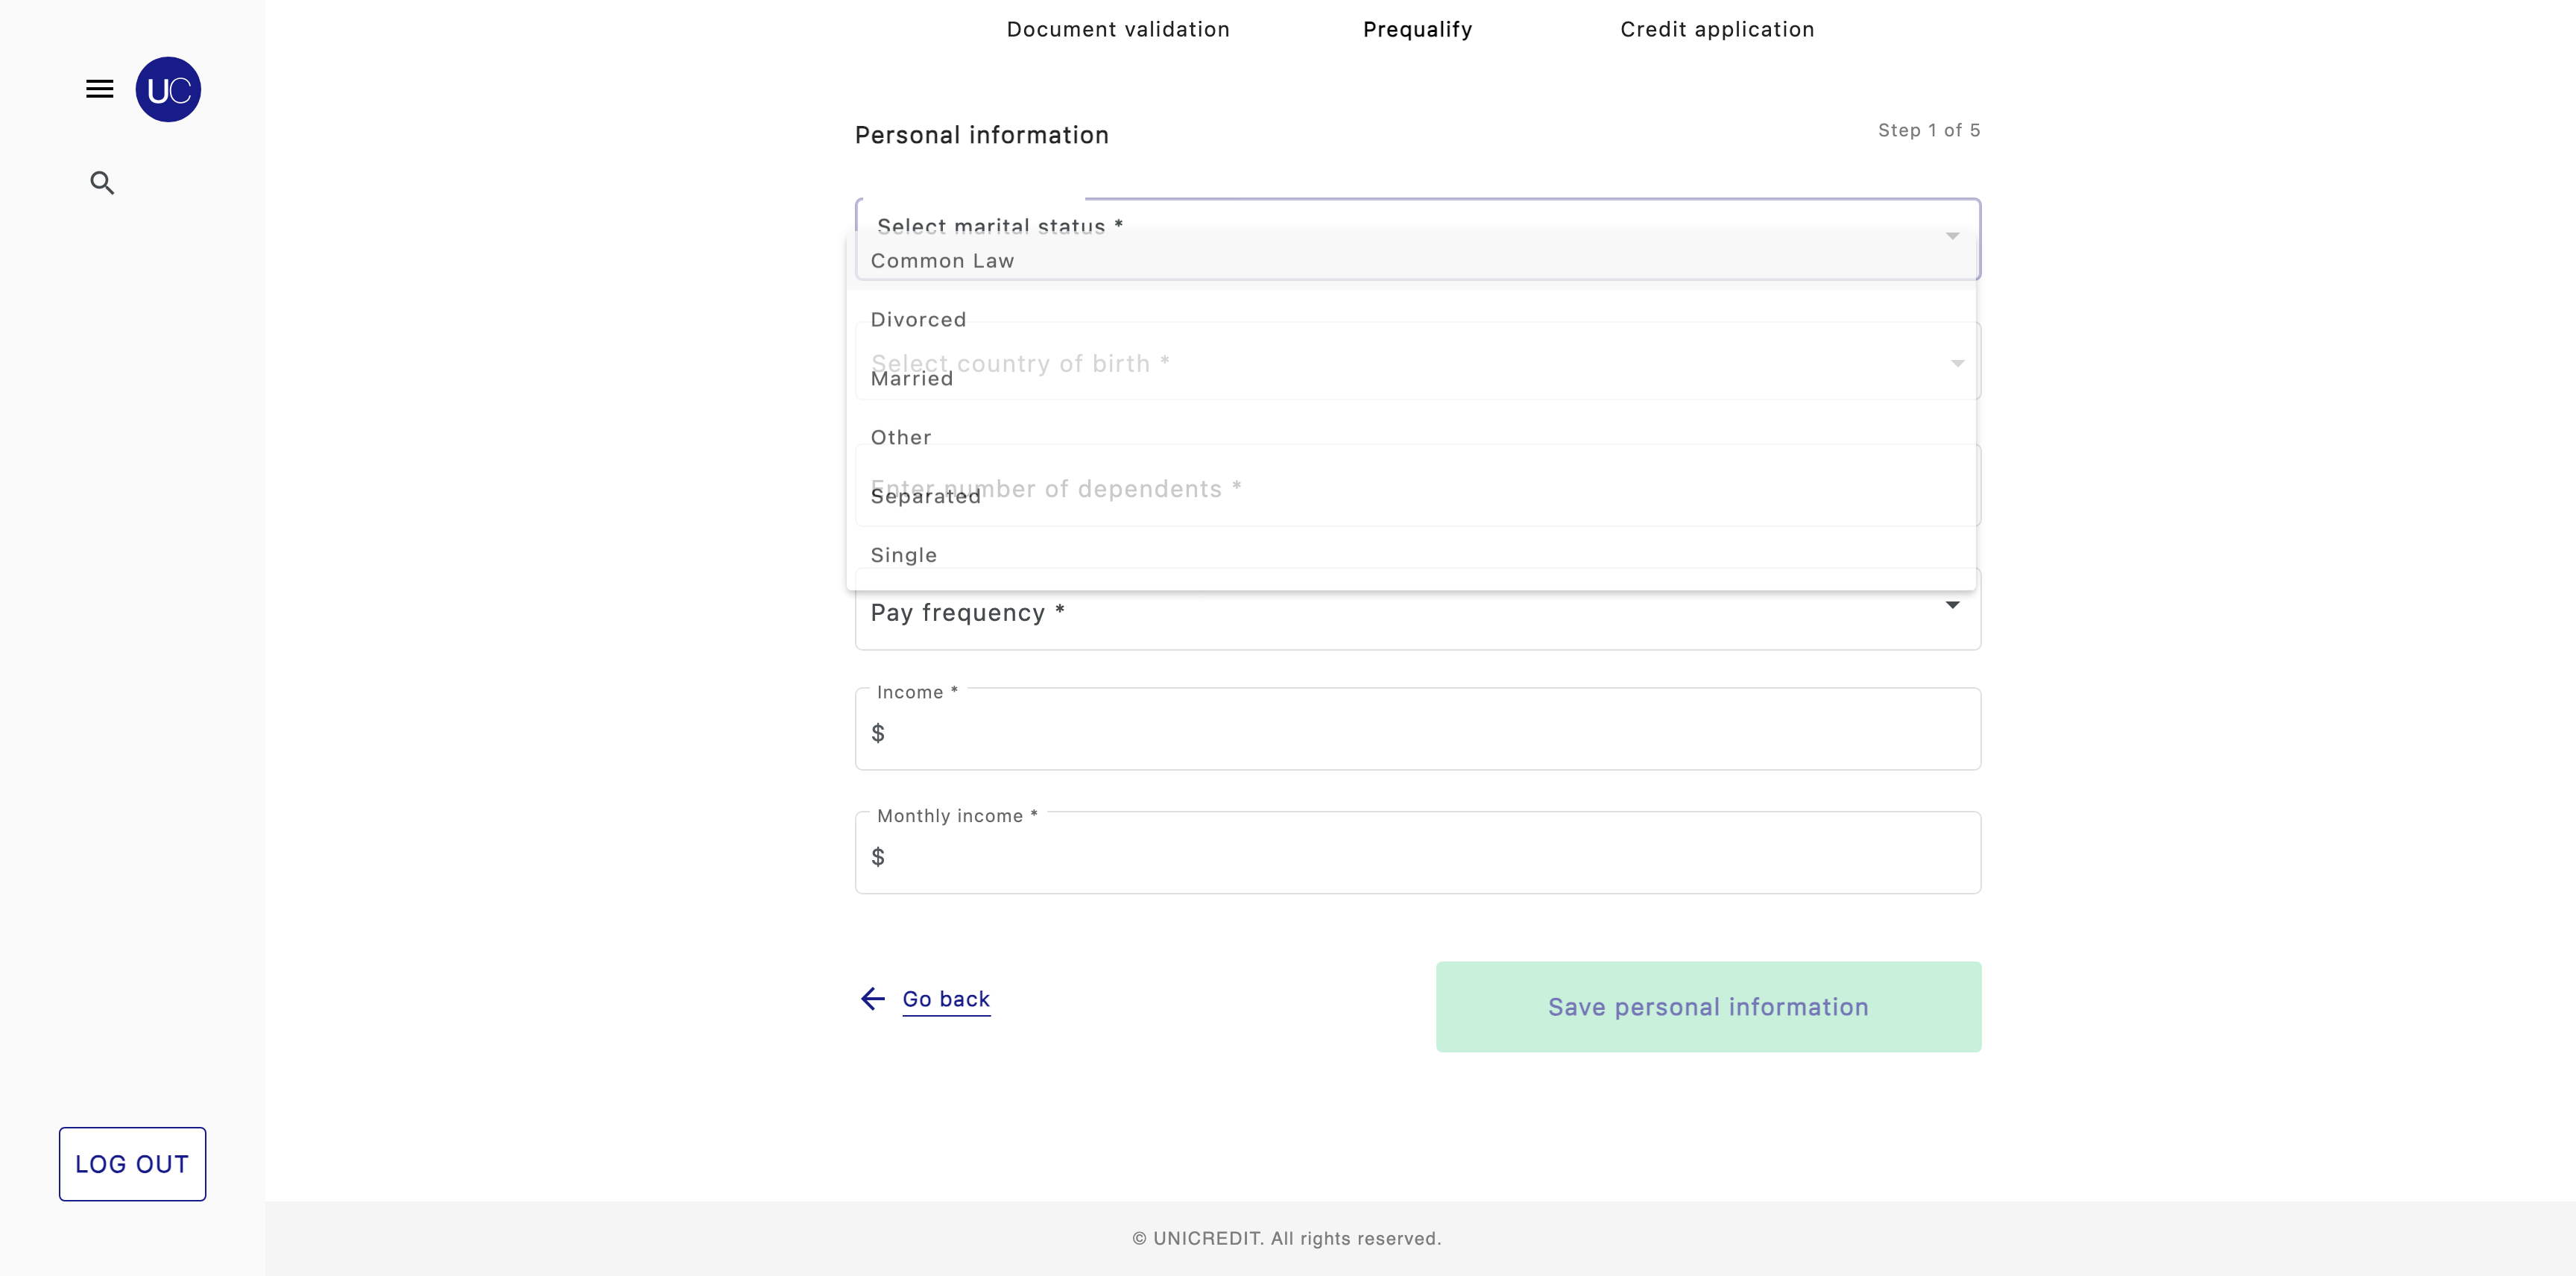 Document validation
Prequalify
Credit application
UC
Personal information
Step 1 of 5
Select marital status *
Common Law
Divorced
Select country of birth *
Married
Other
Enter number of dependents *
Separated
Single
Pay frequency *
Income *
$
Monthly income *
$
Go back
Save personal information
LOG OUT
© UNICREDIT. All rights reserved.